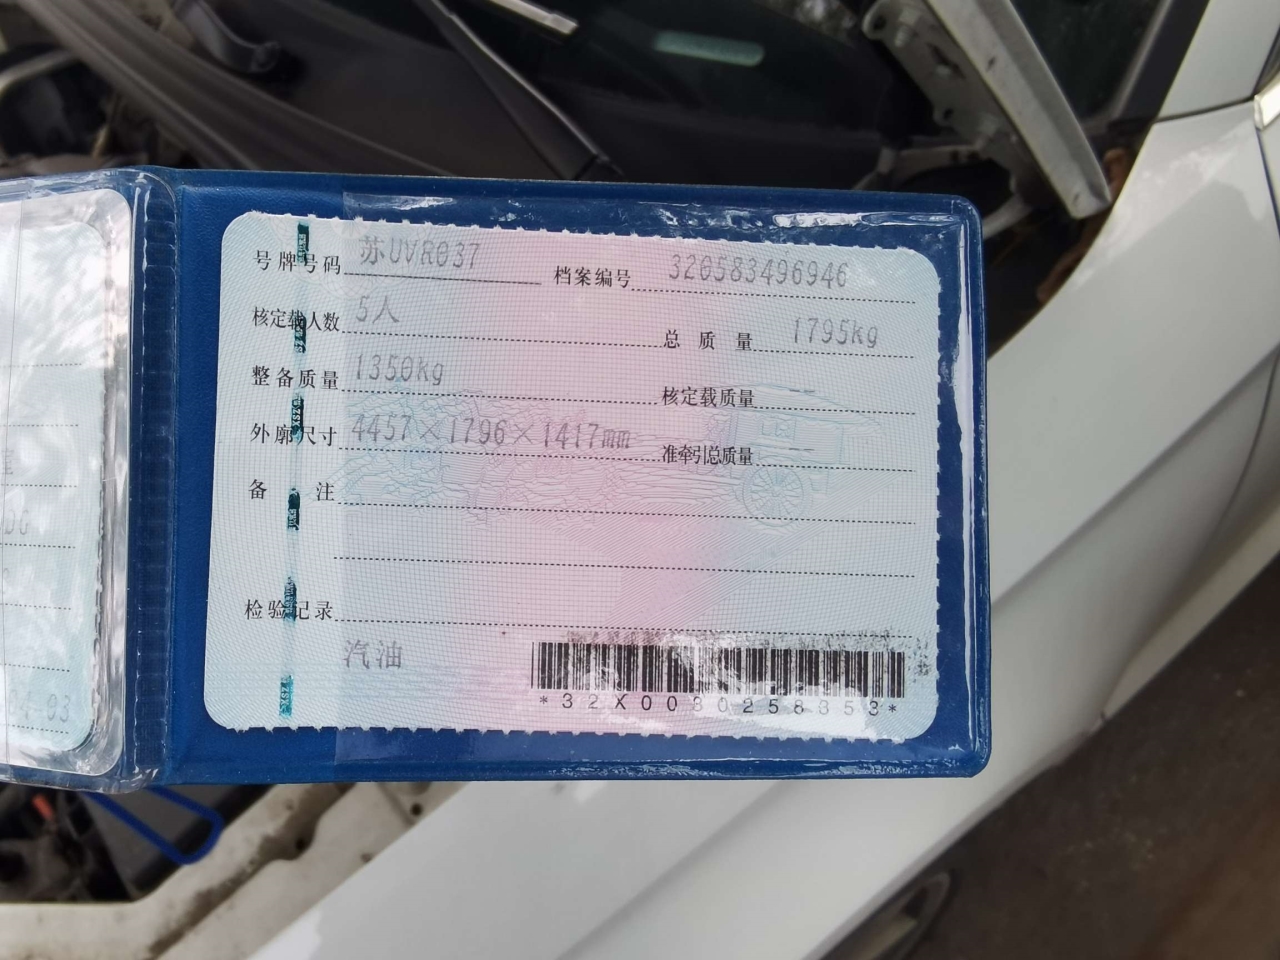 号牌号码 苏UVR037 档案编号 320583496946
核定载人数 5人 总质量 1795kg
整备质量 1350kg 核定载质量 --
外廓尺寸 4457×1796×1417mm 准牵引总质量 --
备注
检验记录
汽油
*32X0080258853*